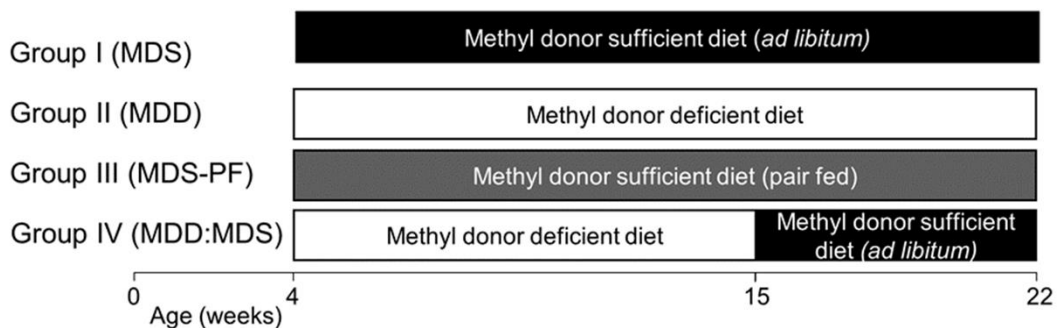 Group I (MDS)
Methyl donor sufficient diet (ad libitum)
Group II (MDD)
Methyl donor deficient diet
Group III (MDS-PF)
Methyl donor sufficient diet (pair fed)
Group IV (MDD:MDS)
Methyl donor deficient diet
Methyl donor sufficient
diet (ad libitum)
0 4 15 22
Age (weeks)